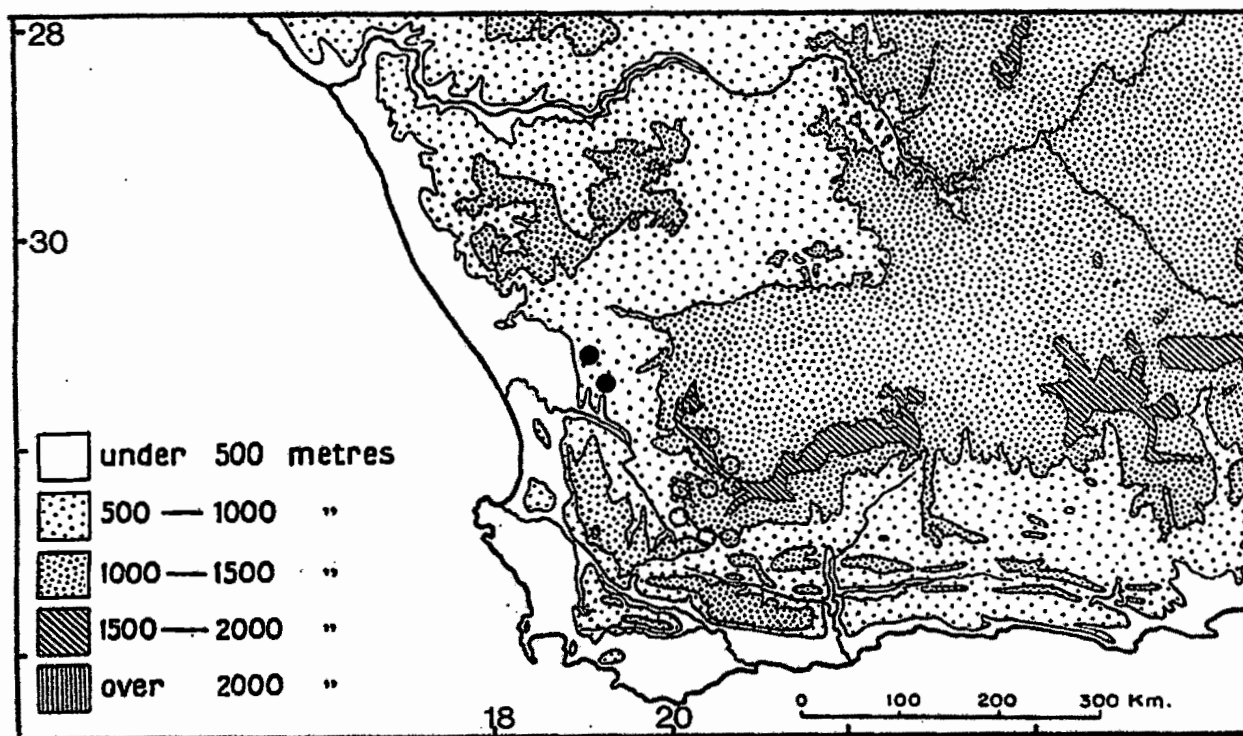 28
30
under 500 metres
500 — 1000 "
1000 — 1500 "
1500 — 2000 "
over 2000 "
0 100 200 300 Km.
18 20